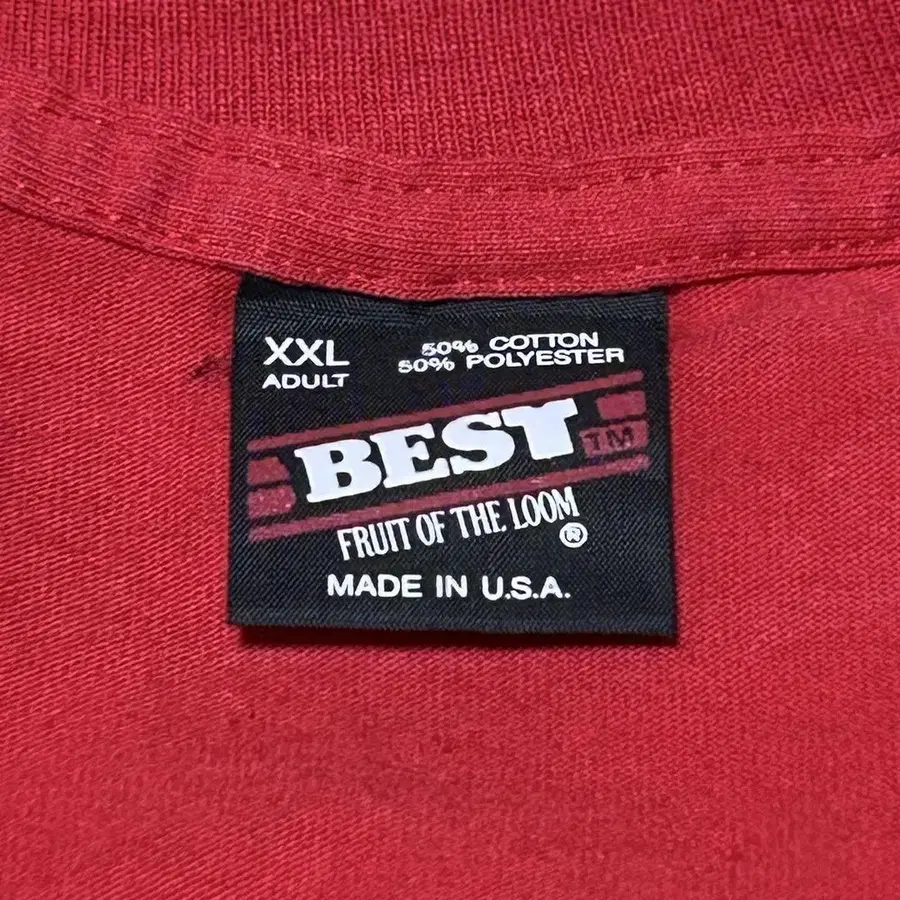 XXL
ADULT
50% COTTON
50% POLYESTER
BEST TM
FRUIT OF THE LOOM ®
MADE IN U.S.A.